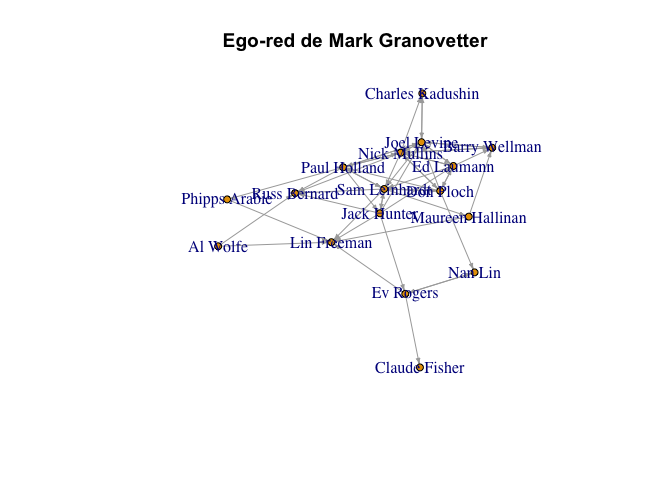 Ego-red de Mark Granovetter
Charles Kadushin
Joel Levine
Nick Mullins
Barry Wellman
Paul Holland
Ed Laumann
Phipps Arabie
Russ Bernard
Sam Leinhardt
Don Ploch
Jack Hunter
Maureen Hallinan
Al Wolfe
Lin Freeman
Nan Lin
Ev Rogers
Claude Fisher